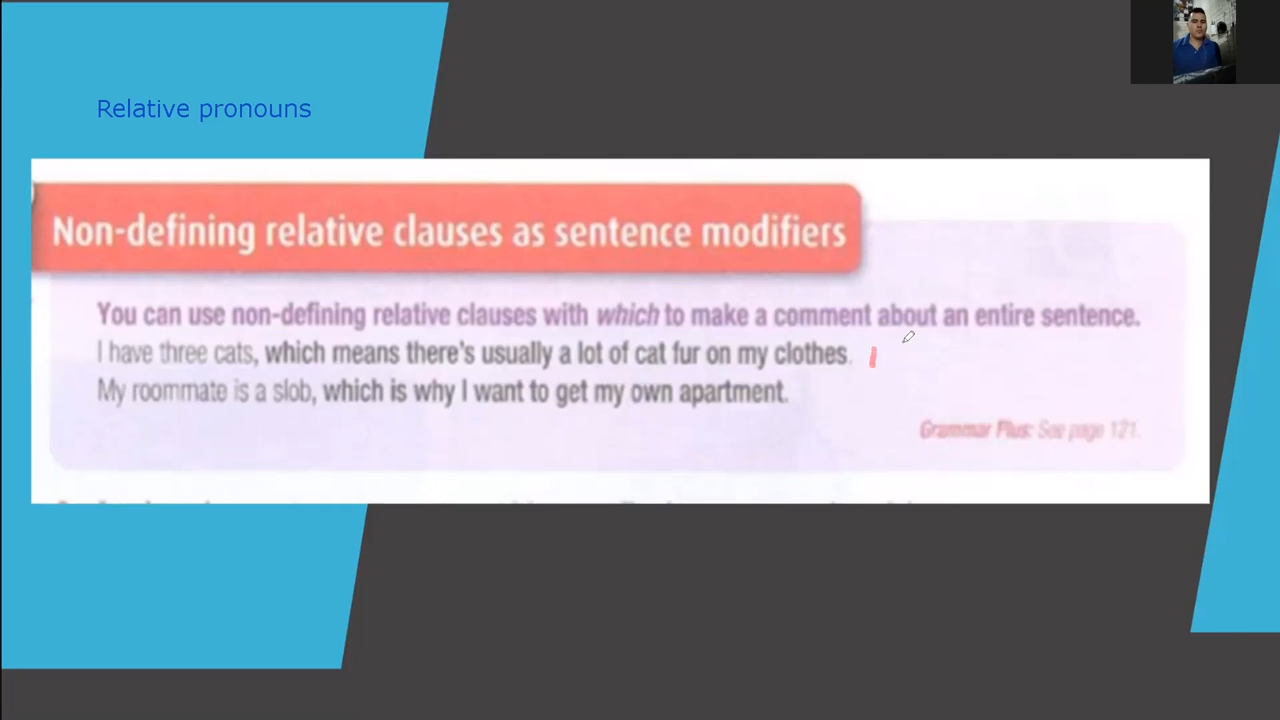 Relative pronouns
Non-defining relative clauses as sentence modifiers
You can use non-defining relative clauses with which to make a comment about an entire sentence.
I have three cats, which means there's usually a lot of cat fur on my clothes.
My roommate is a slob, which is why I want to get my own apartment.
Grammar Plus: See page 121.